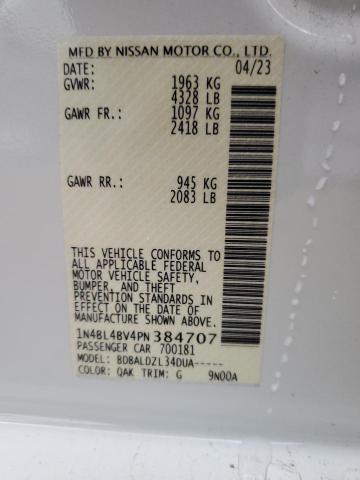 MFD BY NISSAN MOTOR CO., LTD.
DATE: 04/23
GVWR: 1963 KG
4328 LB
GAWR FR.: 1097 KG
2418 LB
GAWR RR.: 945 KG
2083 LB
THIS VEHICLE CONFORMS TO
ALL APPLICABLE FEDERAL
MOTOR VEHICLE SAFETY,
BUMPER, AND THEFT
PREVENTION STANDARDS IN
EFFECT ON THE DATE OF
MANUFACTURE SHOWN ABOVE.
1N4BL4BV4PN384707
PASSENGER CAR 700181
MODEL: BDBALDZL34DUA-----
COLOR: QAK TRIM: G 9N00A